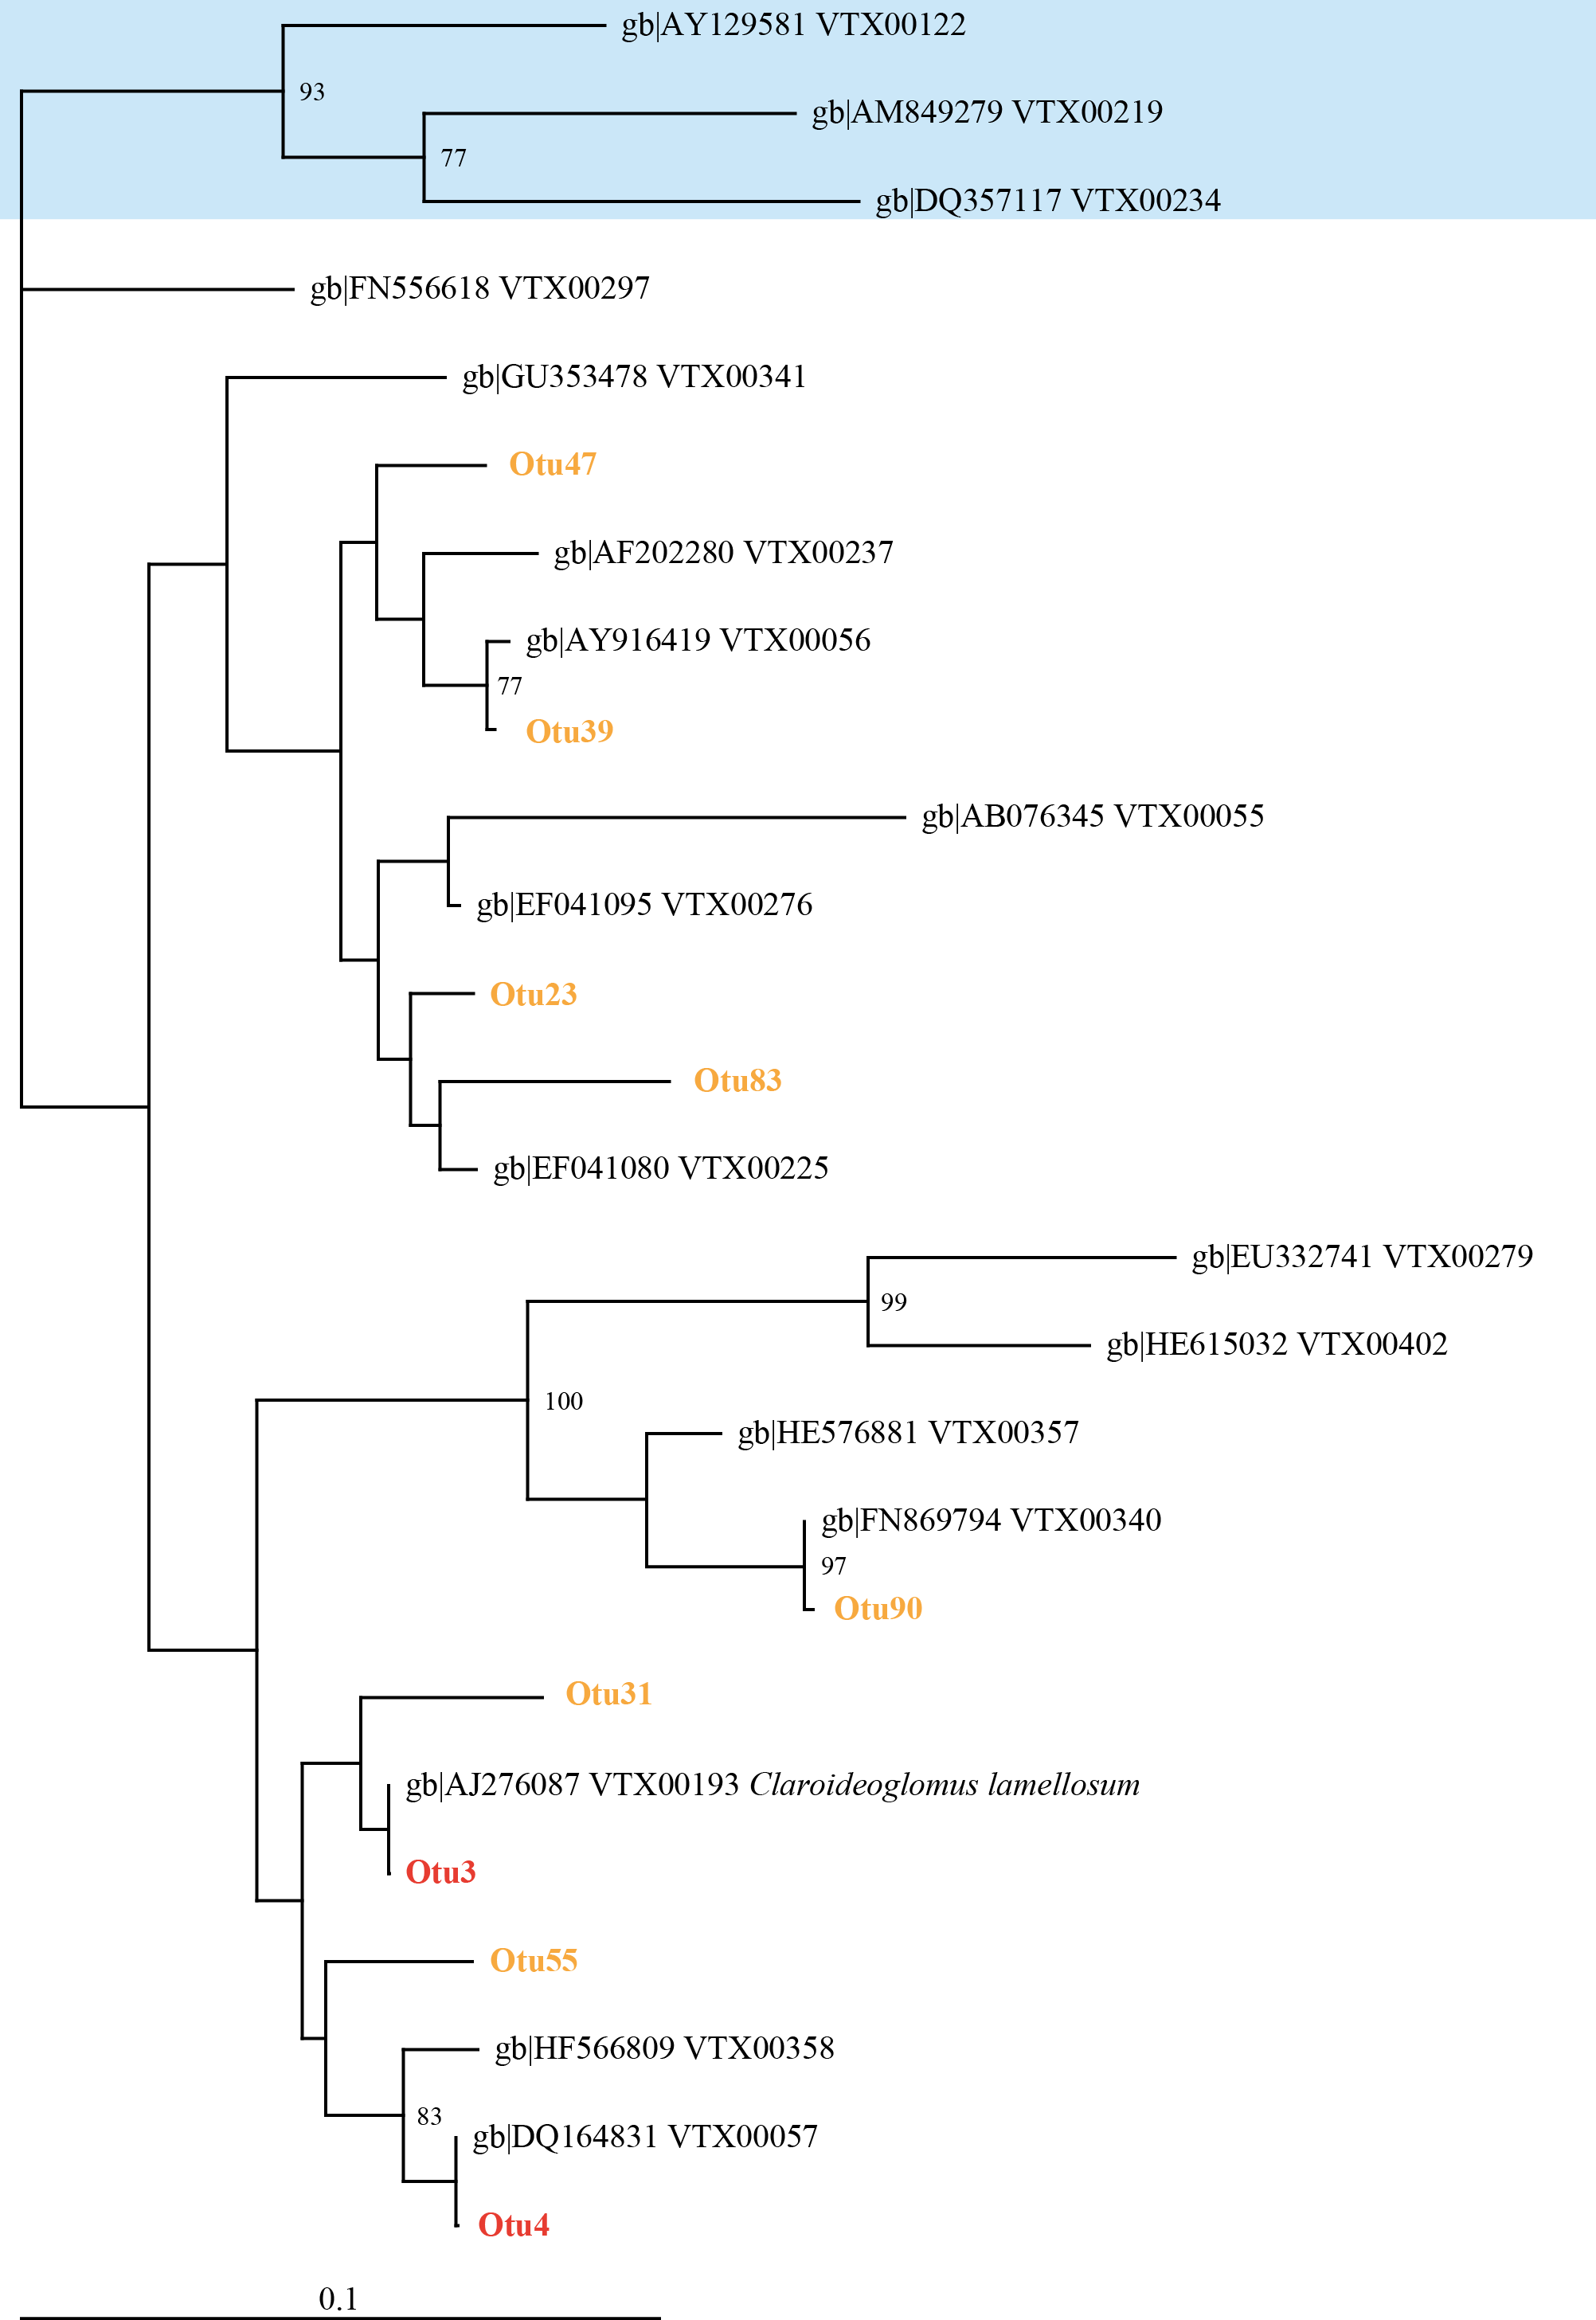 gb|AY129581 VTX00122
93
gb|AM849279 VTX00219
77
gb|DQ357117 VTX00234
gb|FN556618 VTX00297
gb|GU353478 VTX00341
Otu47
gb|AF202280 VTX00237
gb|AY916419 VTX00056
77
Otu39
gb|AB076345 VTX00055
gb|EF041095 VTX00276
Otu23
Otu83
gb|EF041080 VTX00225
gb|EU332741 VTX00279
99
gb|HE615032 VTX00402
100
gb|HE576881 VTX00357
gb|FN869794 VTX00340
97
Otu90
Otu31
gb|AJ276087 VTX00193 Claroideoglomus lamellosum
Otu3
Otu55
gb|HF566809 VTX00358
83
gb|DQ164831 VTX00057
Otu4
0.1